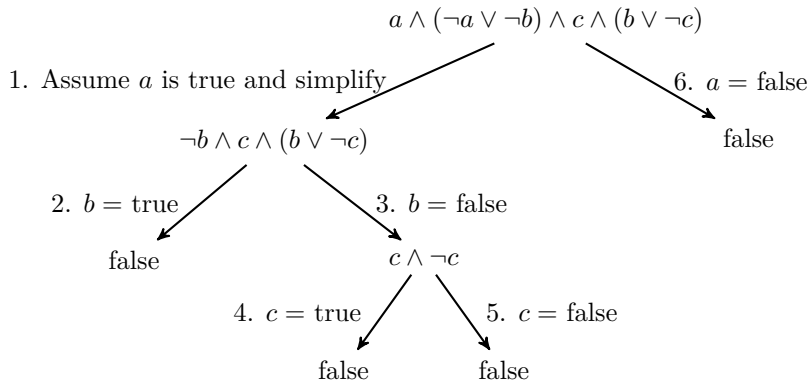 a ∧ (¬a ∨ ¬b) ∧ c ∧ (b ∨ ¬c)
1. Assume a is true and simplify
6. a = false
¬b ∧ c ∧ (b ∨ ¬c)
false
2. b = true
3. b = false
false
c ∧ ¬c
4. c = true
5. c = false
false
false